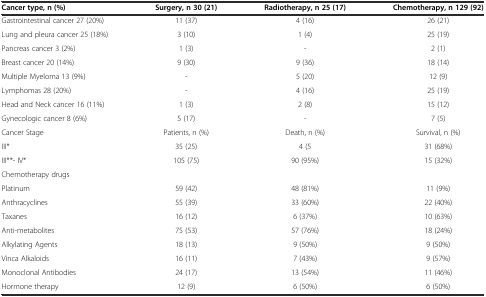 Cancer type, n (%) Surgery, n 30 (21) Radiotherapy, n 25 (17) Chemotherapy, n 129 (92)
Gastrointestinal cancer 27 (20%) 11 (37) 4 (16) 26 (21)
Lung and pleura cancer 25 (18%) 3 (10) 1 (4) 25 (19)
Pancreas cancer 3 (2%) 1 (3) - 2 (1)
Breast cancer 20 (14%) 9 (30) 9 (36) 18 (14)
Multiple Myeloma 13 (9%) - 5 (20) 12 (9)
Lymphomas 28 (20%) - 4 (16) 25 (19)
Head and Neck cancer 16 (11%) 1 (3) 2 (8) 15 (12)
Gynecologic cancer 8 (6%) 5 (17) - 7 (5)
Cancer Stage Patients, n (%) Death, n (%) Survival, n (%)
III* 35 (25) 4 (5 31 (68%)
III**- IV* 105 (75) 90 (95%) 15 (32%)
Chemotherapy drugs
Platinum 59 (42) 48 (81%) 11 (9%)
Anthracyclines 55 (39) 33 (60%) 22 (40%)
Taxanes 16 (12) 6 (37%) 10 (63%)
Anti-metabolites 75 (53) 57 (76%) 18 (24%)
Alkylating Agents 18 (13) 9 (50%) 9 (50%)
Vinca Alkaloids 16 (11) 7 (43%) 9 (57%)
Monoclonal Antibodies 24 (17) 13 (54%) 11 (46%)
Hormone therapy 12 (9) 6 (50%) 6 (50%)